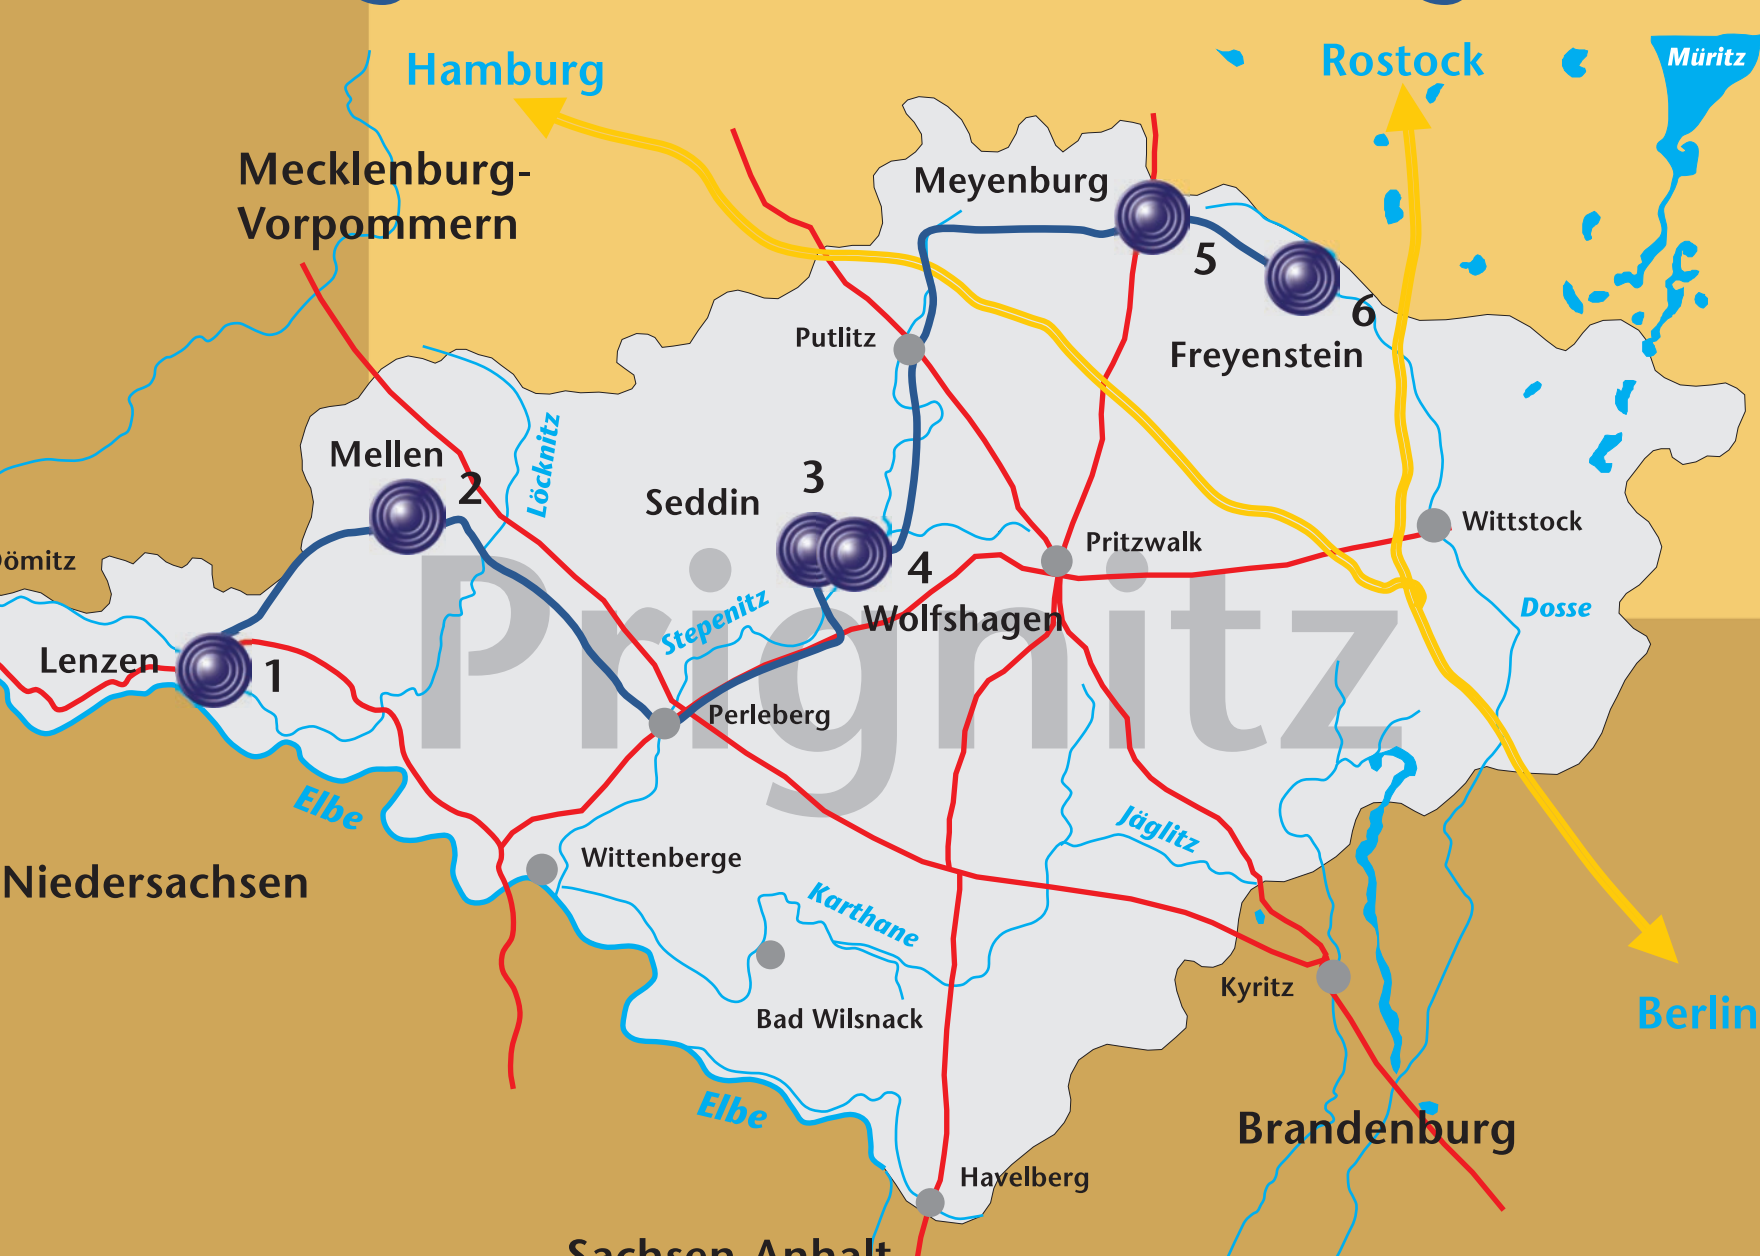 Hamburg
Rostock
Müritz
Mecklenburg-
Vorpommern
Meyenburg
5
6
Putlitz
Freyenstein
Löcknitz
Mellen
2
3
Seddin
Wittstock
Pritzwalk
4
Dömitz
Prignitz
Stepenitz
Wolfshagen
Dosse
Lenzen
1
Perleberg
Elbe
Jäglitz
Wittenberge
Niedersachsen
Karthane
Kyritz
Bad Wilsnack
Berlin
Elbe
Brandenburg
Havelberg
Sachsen-Anhalt